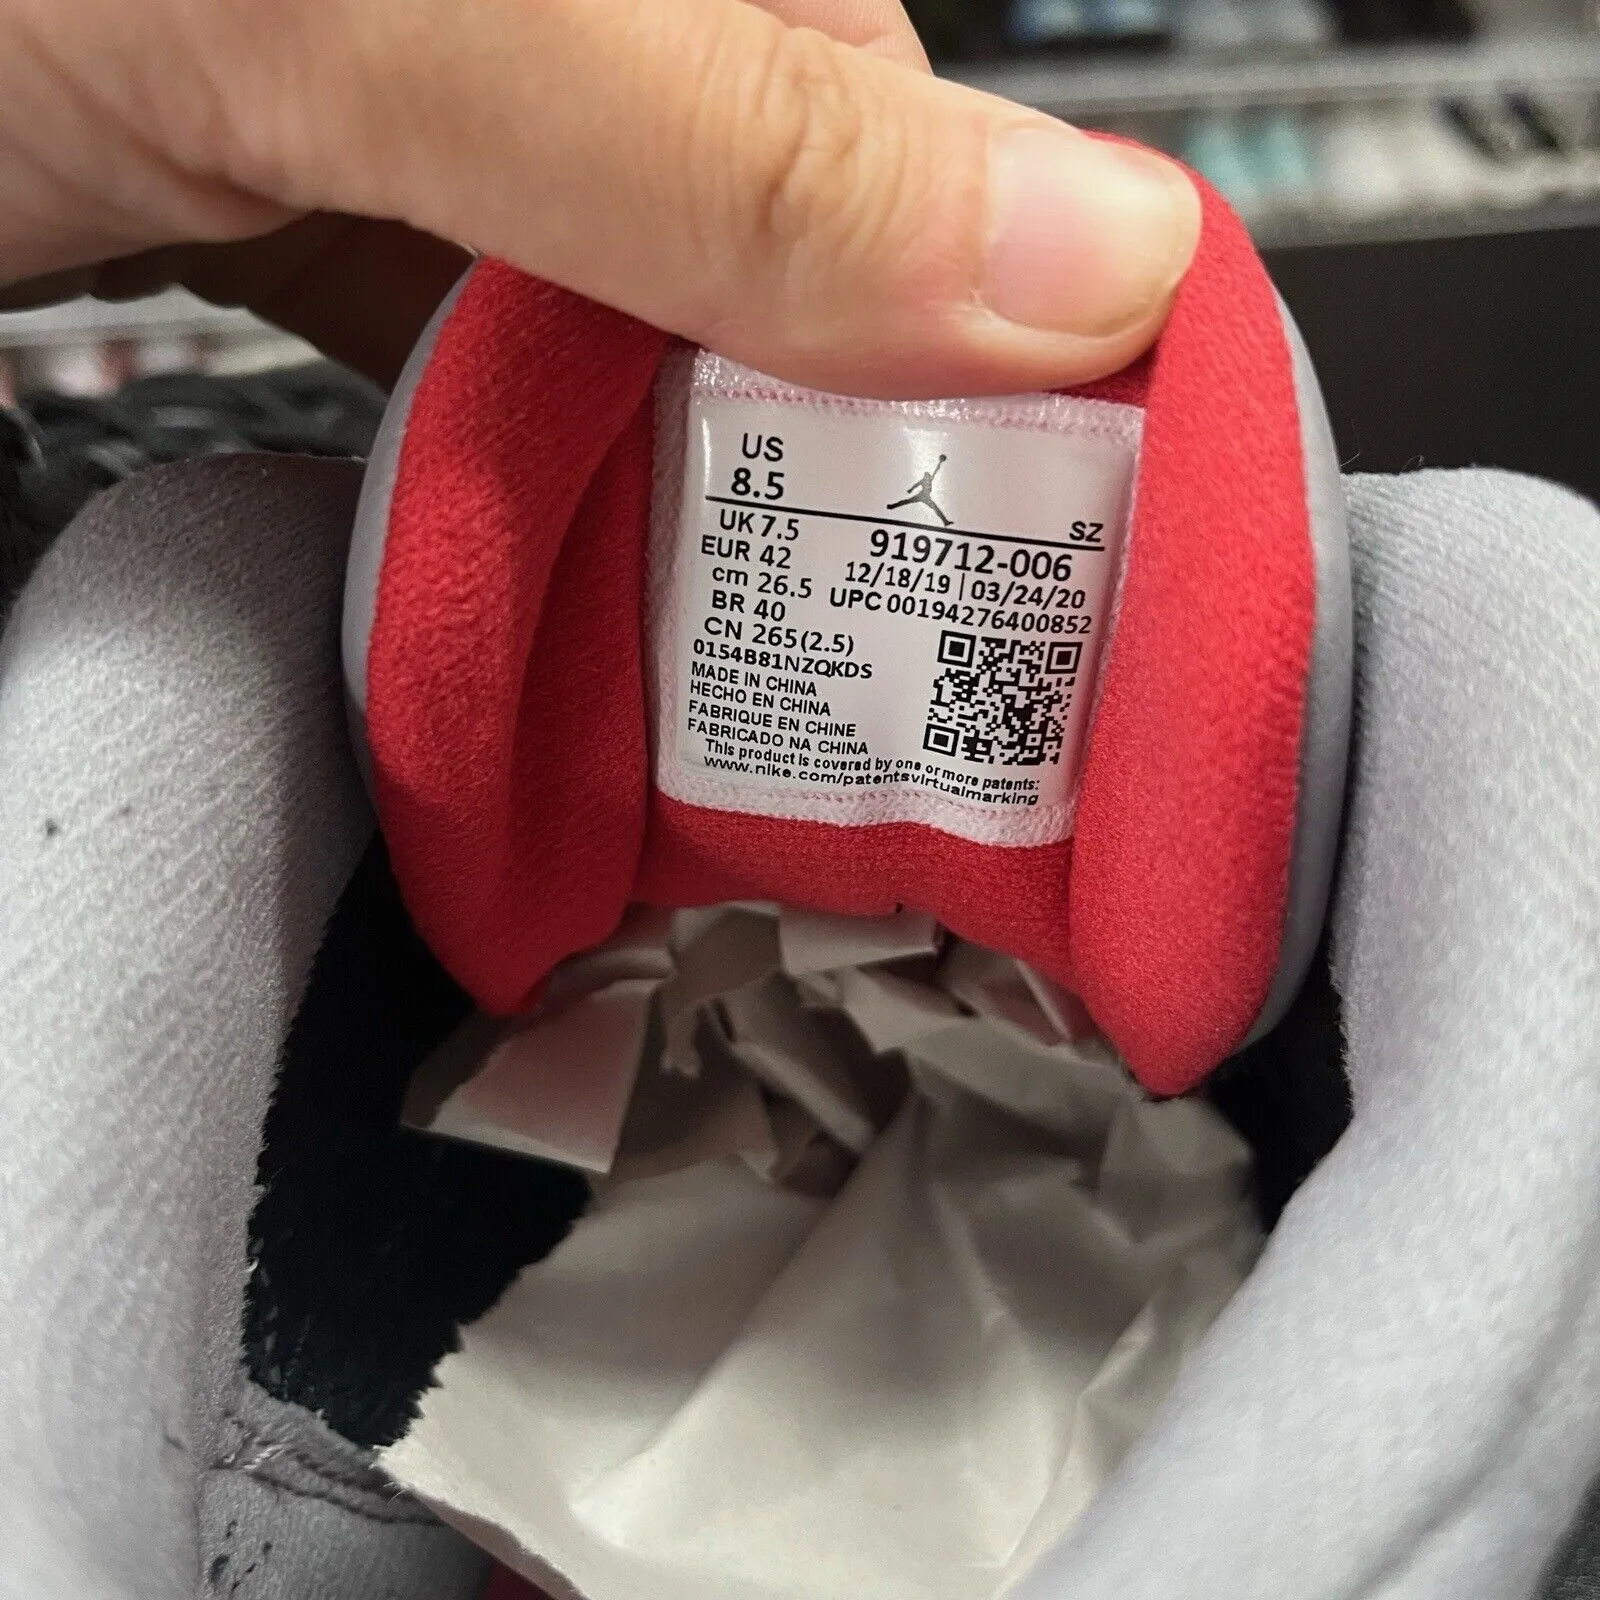 US
8.5
SZ
UK 7.5
919712-006
EUR 42
12/18/19 | 03/24/20
cm 26.5
UPC 00194276400852
BR 40
CN 265(2.5)
0154B81NZQKDS
MADE IN CHINA
HECHO EN CHINA
FABRIQUE EN CHINE
FABRICADO NA CHINA
This product is covered by one or more patents:
www.nike.com/patentsvirtualmarking